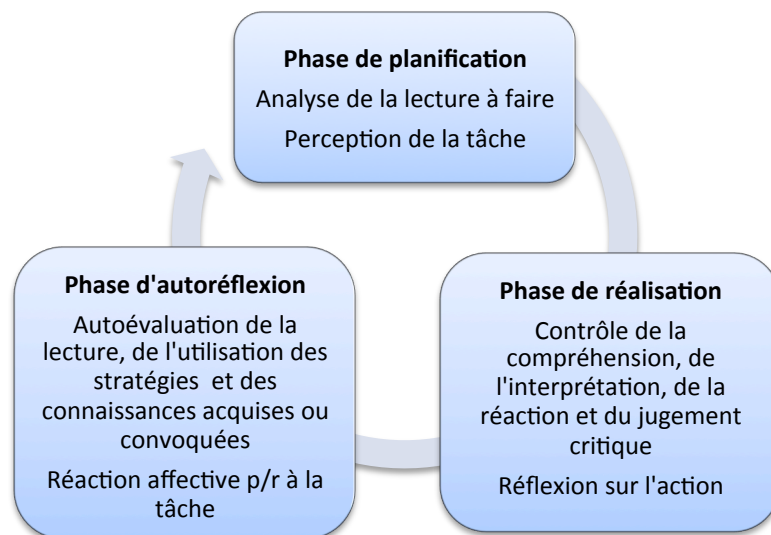 Phase de planification
Analyse de la lecture à faire
Perception de la tâche
Phase d'autoréflexion
Autoévaluation de la
lecture, de l'utilisation des
stratégies et des
connaissances acquises ou
convoquées
Réaction affective p/r à la
tâche
Phase de réalisation
Contrôle de la
compréhension, de
l'interprétation, de la
réaction et du jugement
critique
Réflexion sur l'action